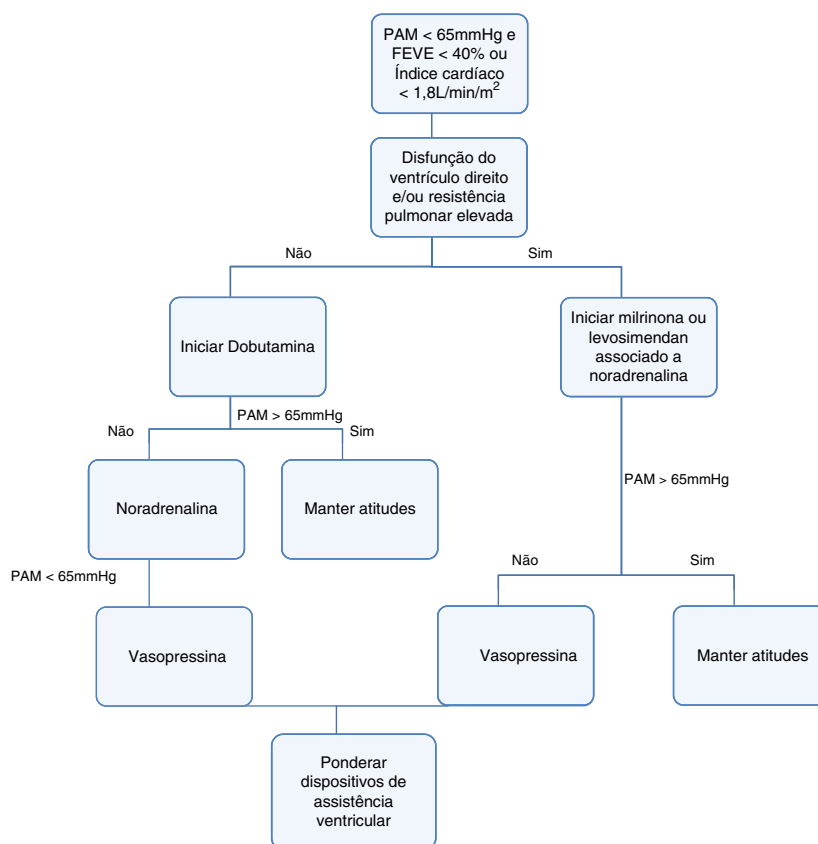 PAM < 65mmHg e
FEVE < 40% ou
Índice cardíaco
< 1,8L/min/m²
Disfunção do
ventrículo direito
e/ou resistência
pulmonar elevada
Não
Sim
Iniciar Dobutamina
Iniciar milrinona ou
levosimendan
associado a
noradrenalina
PAM > 65mmHg
Não
Sim
Noradrenalina
Manter atitudes
PAM > 65mmHg
PAM < 65mmHg
Não
Sim
Vasopressina
Vasopressina
Manter atitudes
Ponderar
dispositivos de
assistência
ventricular